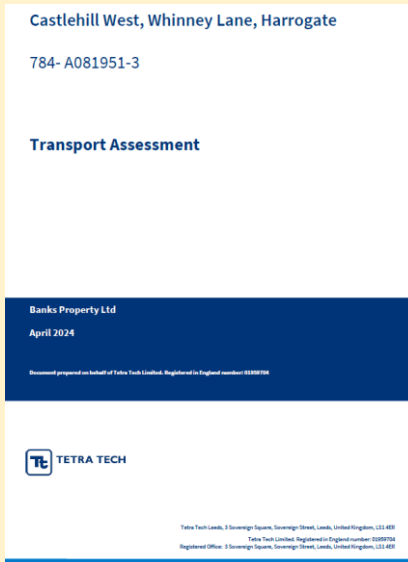 Castlehill West, Whinney Lane, Harrogate
784- A081951-3
Transport Assessment
Banks Property Ltd
April 2024
Document prepared on behalf of Tetra Tech Limited. Registered in England number: 01959704
Tt TETRA TECH
Tetra Tech Leeds, 3 Sovereign Square, Sovereign Street, Leeds, United Kingdom, LS1 4ER
Tetra Tech Limited. Registered in England number: 01959704
Registered Office: 3 Sovereign Square, Sovereign Street, Leeds, United Kingdom, LS1 4ER